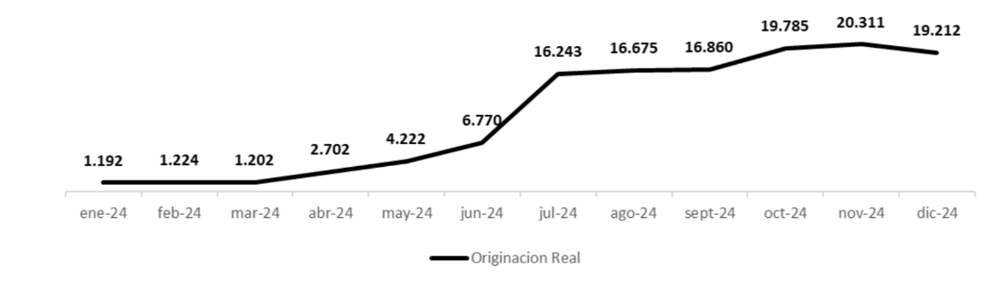 19.785 20.311 19.212
16.243 16.675 16.860
6.770
4.222
2.702
1.192 1.224 1.202
ene-24 feb-24 mar-24 abr-24 may-24 jun-24 jul-24 ago-24 sept-24 oct-24 nov-24 dic-24
Originacion Real